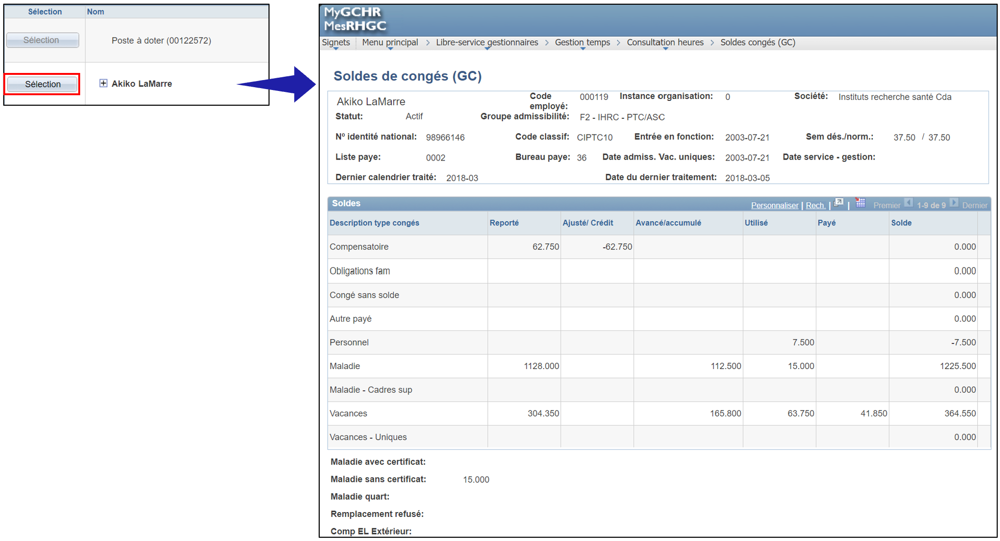 Sélection Nom
Sélection Poste à doter (00122572)
Sélection Akiko LaMarre
MyGCHR
MesRHGC
Signets Menu principal > Libre-service gestionnaires > Gestion temps > Consultation heures > Soldes congés (GC)
Soldes de congés (GC)
Akiko LaMarre Code employé: 000119 Instance organisation: 0 Société: Instituts recherche santé Cda
Statut: Actif Groupe admissibilité: F2 - IHRC - PTC/ASC
Nº identité national: 98966146 Code classif: CIPTC10 Entrée en fonction: 2003-07-21 Sem dés./norm.: 37.50 / 37.50
Liste paye: 0002 Bureau paye: 36 Date admiss. Vac. uniques: 2003-07-21 Date service - gestion:
Dernier calendrier traité: 2018-03 Date du dernier traitement: 2018-03-05
Soldes Personnaliser | Rech. | | Premier 1-9 de 9 Dernier
Description type congés Reporté Ajusté/ Crédit Avancé/accumulé Utilisé Payé Solde
Compensatoire 62.750 -62.750 0.000
Obligations fam 0.000
Congé sans solde 0.000
Autre payé 0.000
Personnel 7.500 -7.500
Maladie 1128.000 112.500 15.000 1225.500
Maladie - Cadres sup 0.000
Vacances 304.350 165.800 63.750 41.850 364.550
Vacances - Uniques 0.000
Maladie avec certificat:
Maladie sans certificat: 15.000
Maladie quart:
Remplacement refusé:
Comp EL Extérieur: